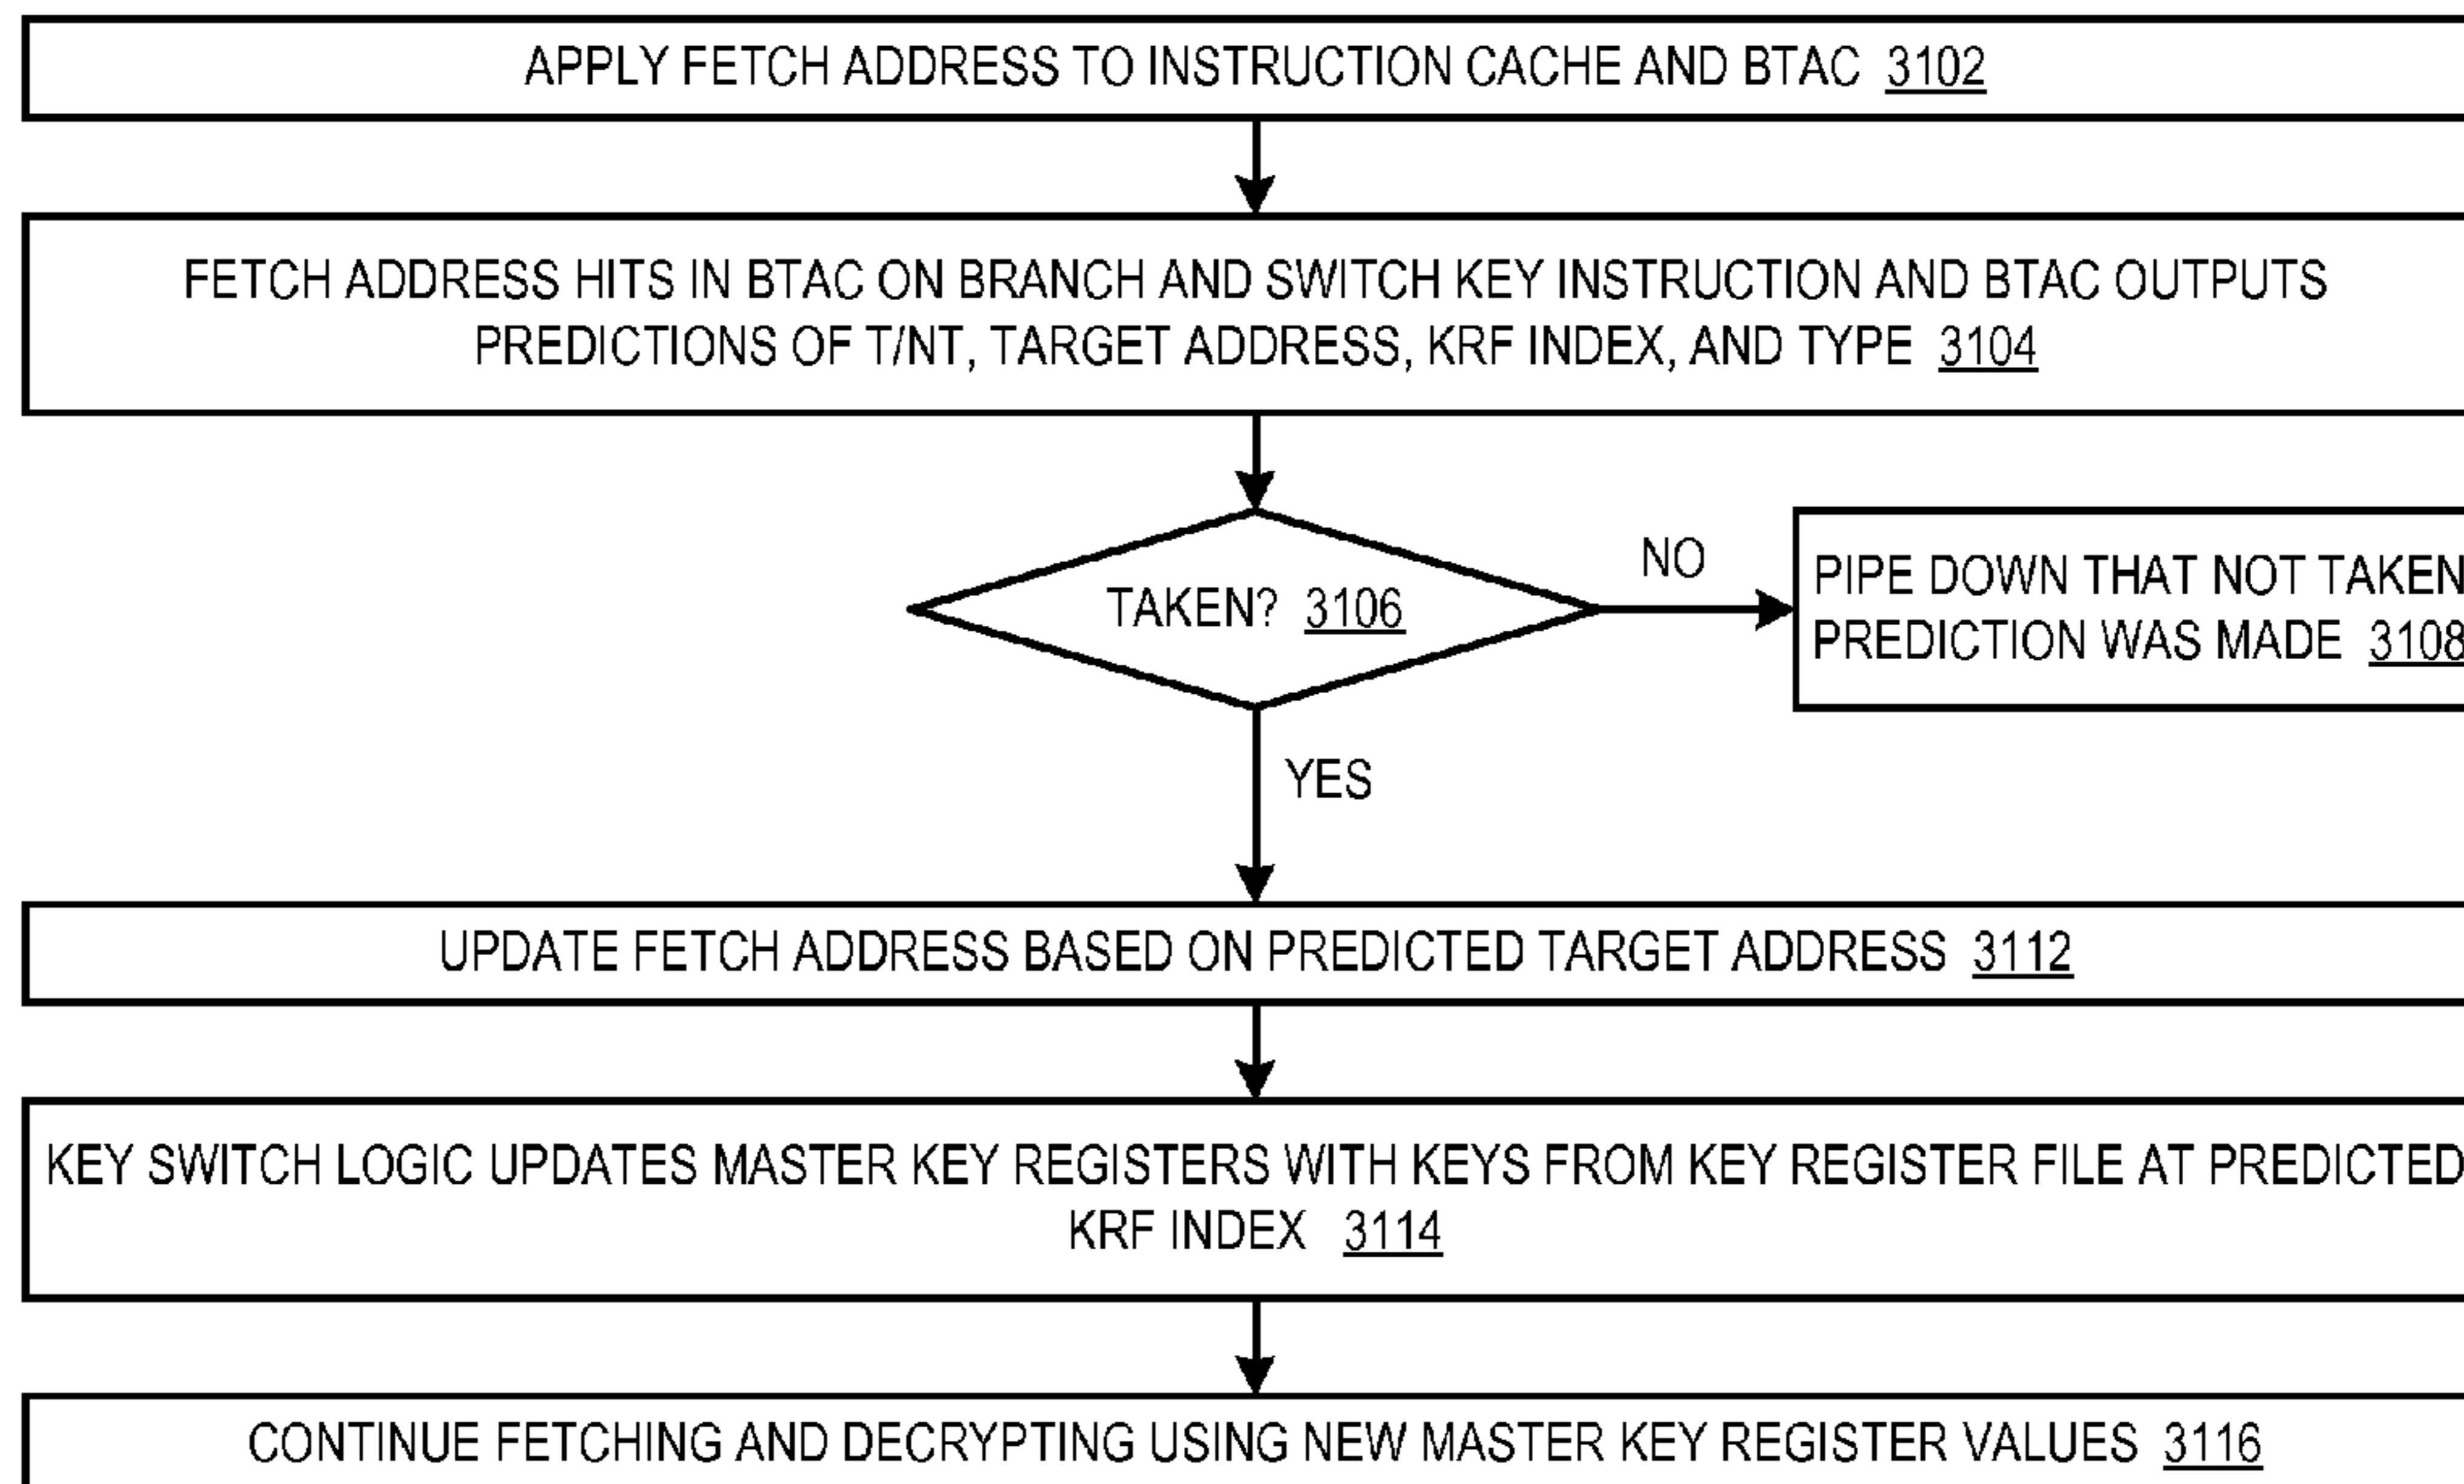 APPLY FETCH ADDRESS TO INSTRUCTION CACHE AND BTAC 3102
FETCH ADDRESS HITS IN BTAC ON BRANCH AND SWITCH KEY INSTRUCTION AND BTAC OUTPUTS
PREDICTIONS OF T/NT, TARGET ADDRESS, KRF INDEX, AND TYPE 3104
TAKEN? 3106
NO
PIPE DOWN THAT NOT TAKEN
PREDICTION WAS MADE 3108
YES
UPDATE FETCH ADDRESS BASED ON PREDICTED TARGET ADDRESS 3112
KEY SWITCH LOGIC UPDATES MASTER KEY REGISTERS WITH KEYS FROM KEY REGISTER FILE AT PREDICTED
KRF INDEX 3114
CONTINUE FETCHING AND DECRYPTING USING NEW MASTER KEY REGISTER VALUES 3116